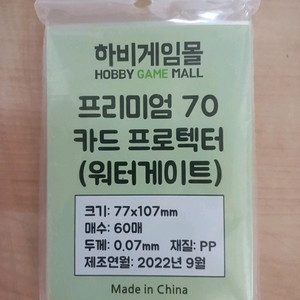 하비게임몰
HOBBY GAME MALL
프리미엄 70
카드 프로텍터
(워터게이트)
크기: 77x107mm
매수: 60매
두께: 0.07mm 재질: PP
제조연월: 2022년 9월
Made in China